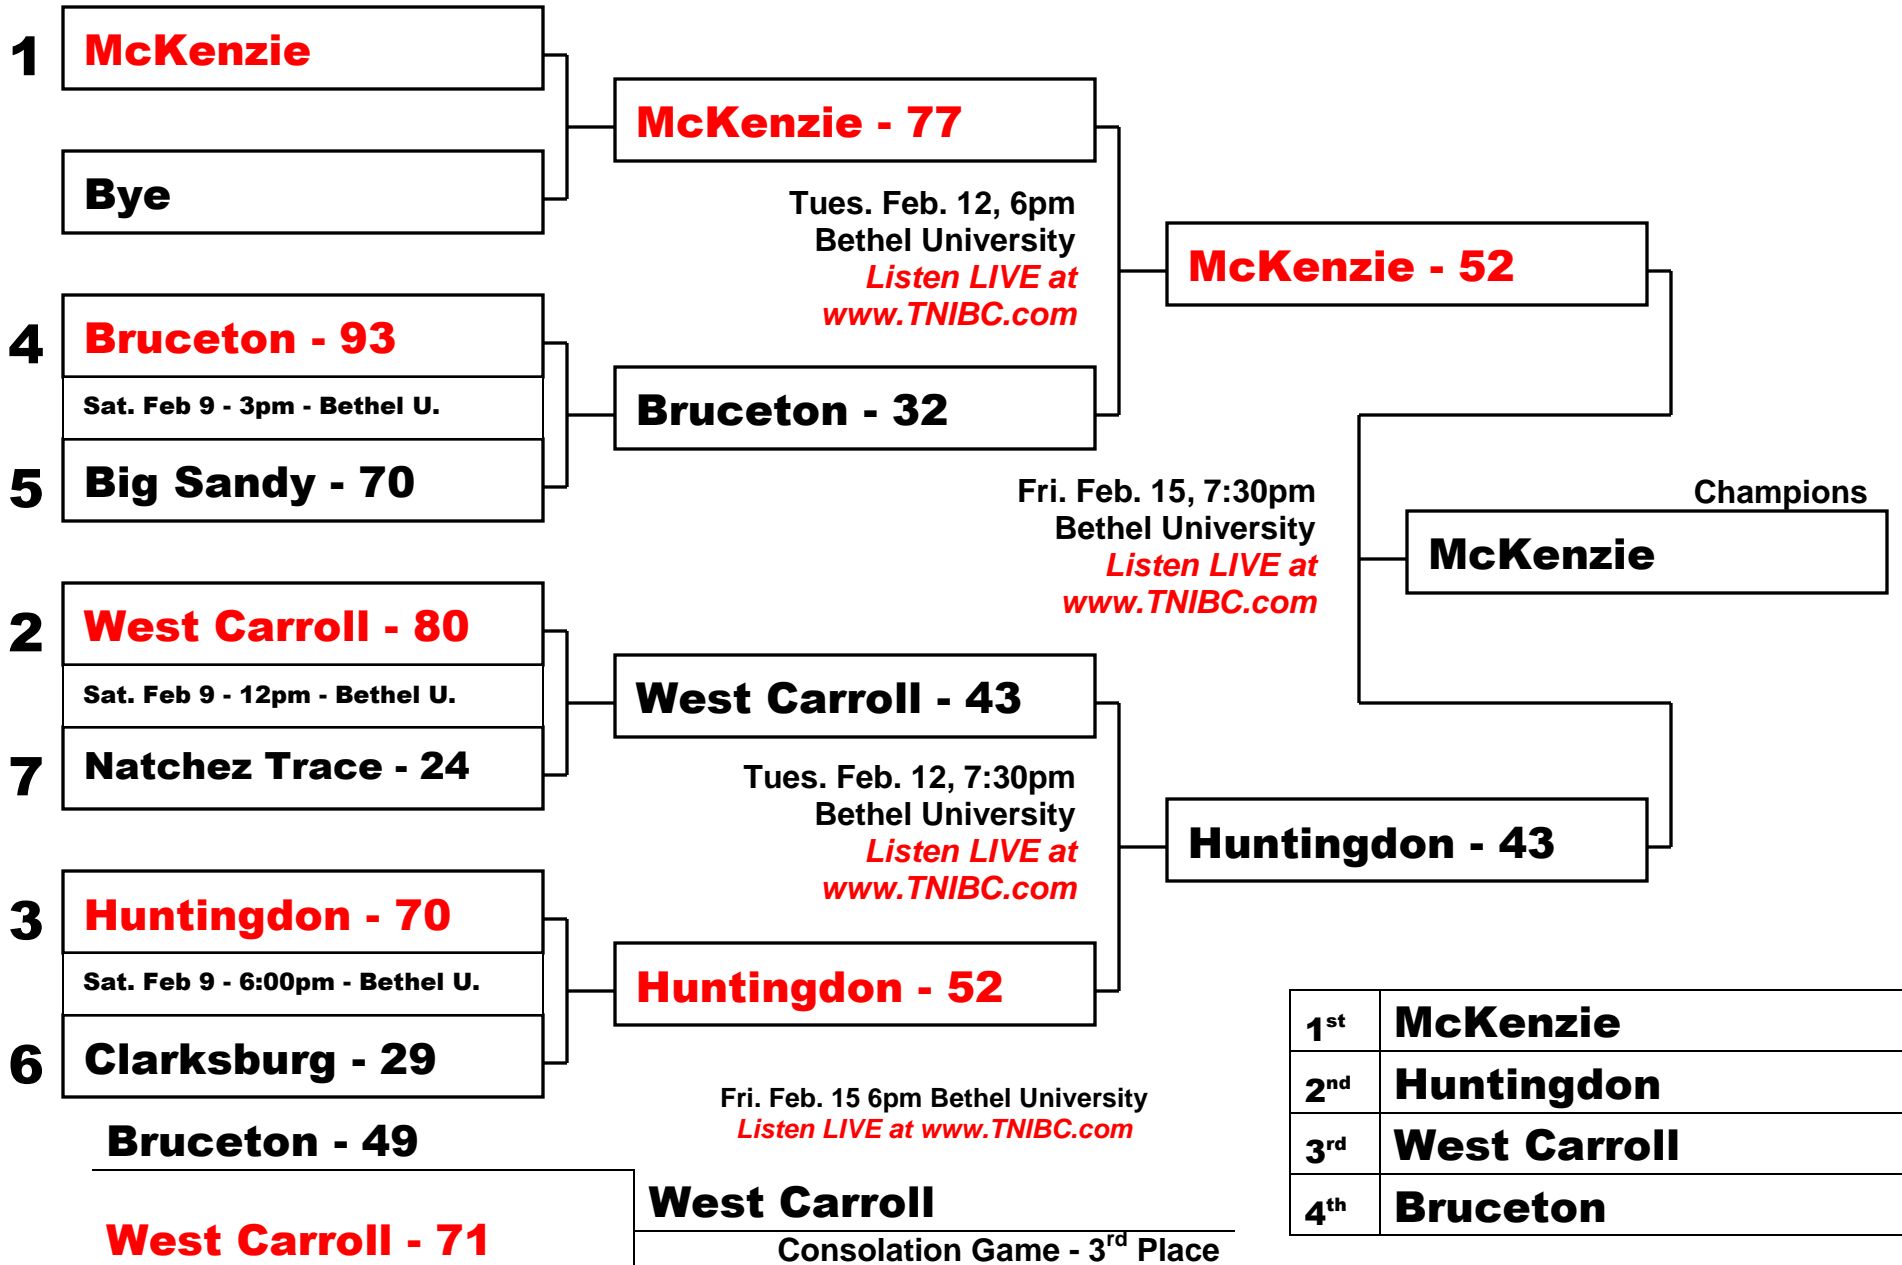 1
McKenzie
Bye
McKenzie - 77
Tues. Feb. 12, 6pm
Bethel University
Listen LIVE at
www.TNIBC.com
4
Bruceton - 93
Sat. Feb 9 - 3pm - Bethel U.
5
Big Sandy - 70
Bruceton - 32
McKenzie - 52
Fri. Feb. 15, 7:30pm
Bethel University
Listen LIVE at
www.TNIBC.com
Champions
McKenzie
2
West Carroll - 80
Sat. Feb 9 - 12pm - Bethel U.
7
Natchez Trace - 24
West Carroll - 43
Tues. Feb. 12, 7:30pm
Bethel University
Listen LIVE at
www.TNIBC.com
Huntingdon - 43
3
Huntingdon - 70
Sat. Feb 9 - 6:00pm - Bethel U.
6
Clarksburg - 29
Huntingdon - 52
Fri. Feb. 15 6pm Bethel University
Listen LIVE at www.TNIBC.com
Bruceton - 49
West Carroll - 71
West Carroll
Consolation Game - 3rd Place
1st McKenzie
2nd Huntingdon
3rd West Carroll
4th Bruceton